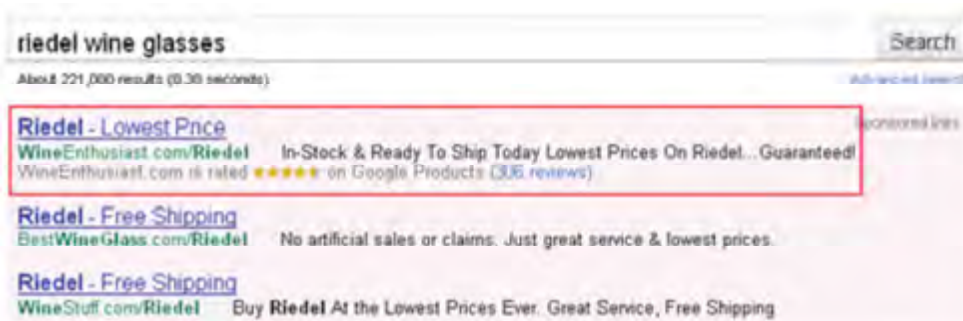 riedel wine glasses Search
About 221,000 results (0.30 seconds) Advanced search
Sponsored links
Riedel - Lowest Price
WineEnthusiast.com/Riedel In-Stock & Ready To Ship Today Lowest Prices On Riedel...Guaranteed!
WineEnthusiast.com is rated ★★★★★ on Google Products (306 reviews)
Riedel - Free Shipping
BestWineGlass.com/Riedel No artificial sales or claims. Just great service & lowest prices.
Riedel - Free Shipping
WineStuff.com/Riedel Buy Riedel At the Lowest Prices Ever. Great Service, Free Shipping